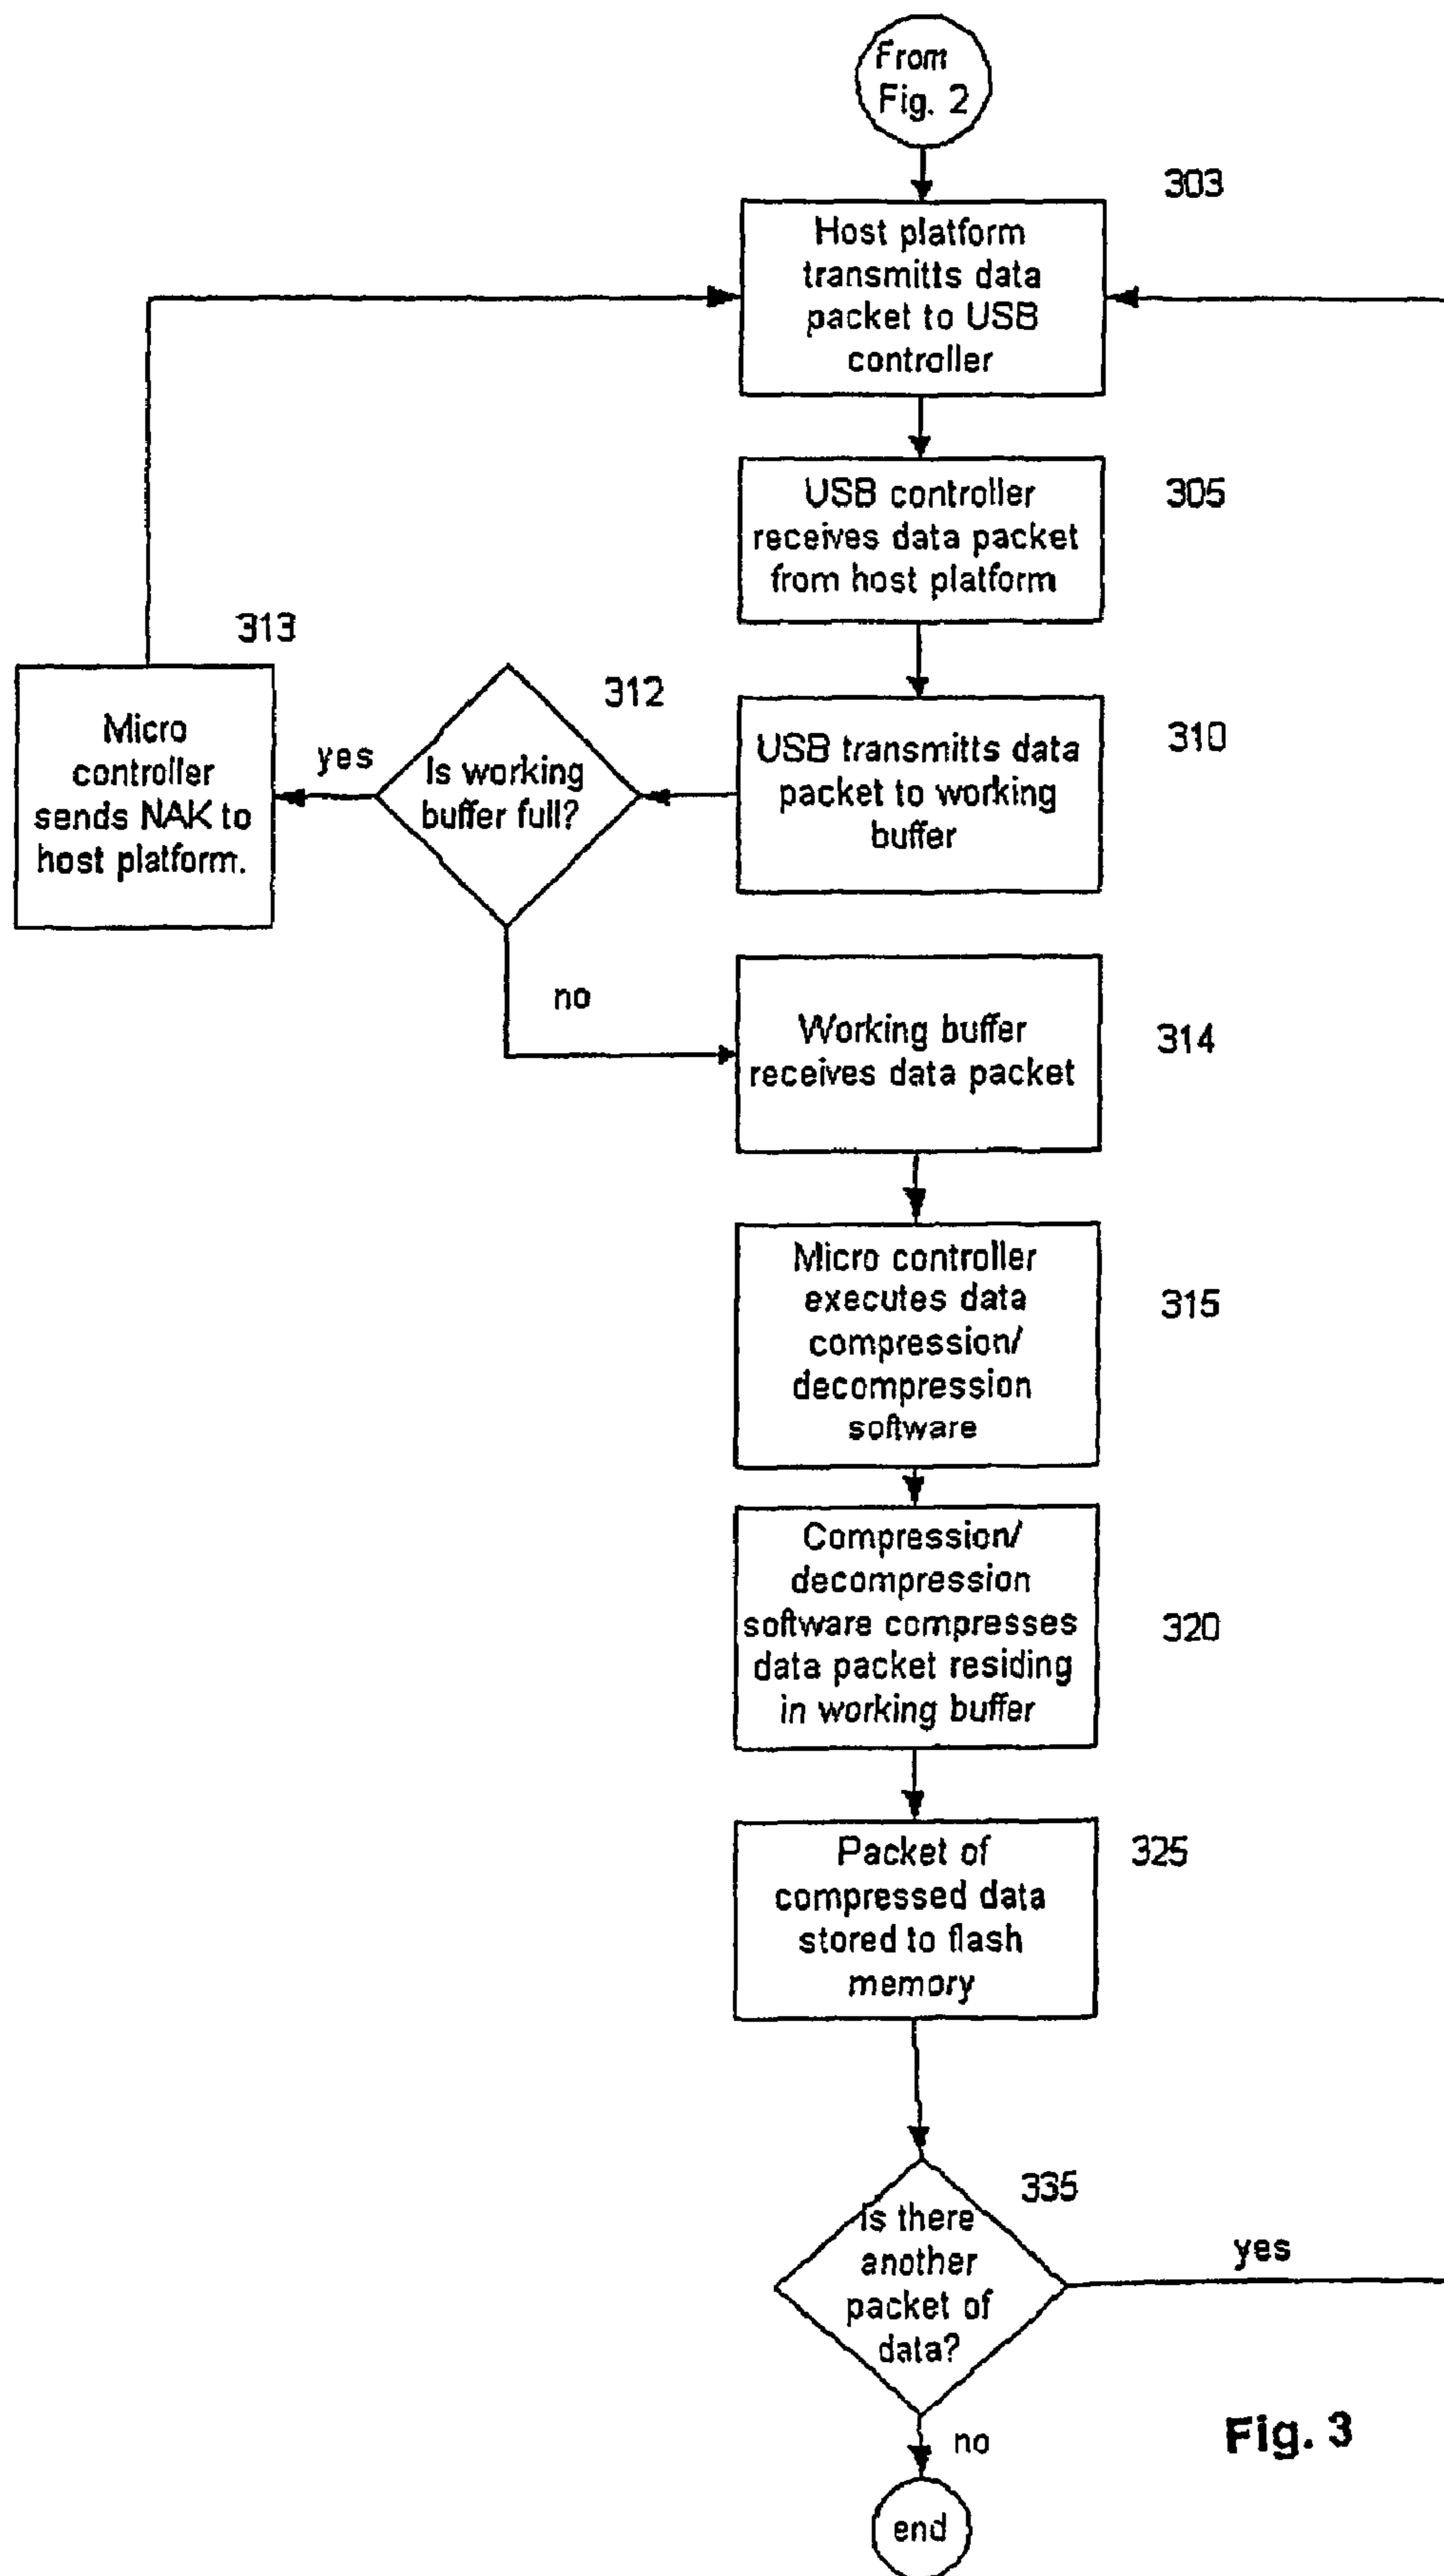 From
Fig. 2
303
Host platform
transmitts data
packet to USB
controller
USB controller
receives data packet
from host platform
305
313
Micro
controller
sends NAK to
host platform.
yes
312
Is working
buffer full?
USB transmitts data
packet to working
buffer
310
no
Working buffer
receives data packet
314
Micro controller
executes data
compression/
decompression
software
315
Compression/
decompression
software compresses
data packet residing
in working buffer
320
Packet of
compressed data
stored to flash
memory
325
335
Is there
another
packet of
data?
yes
no
end
Fig. 3